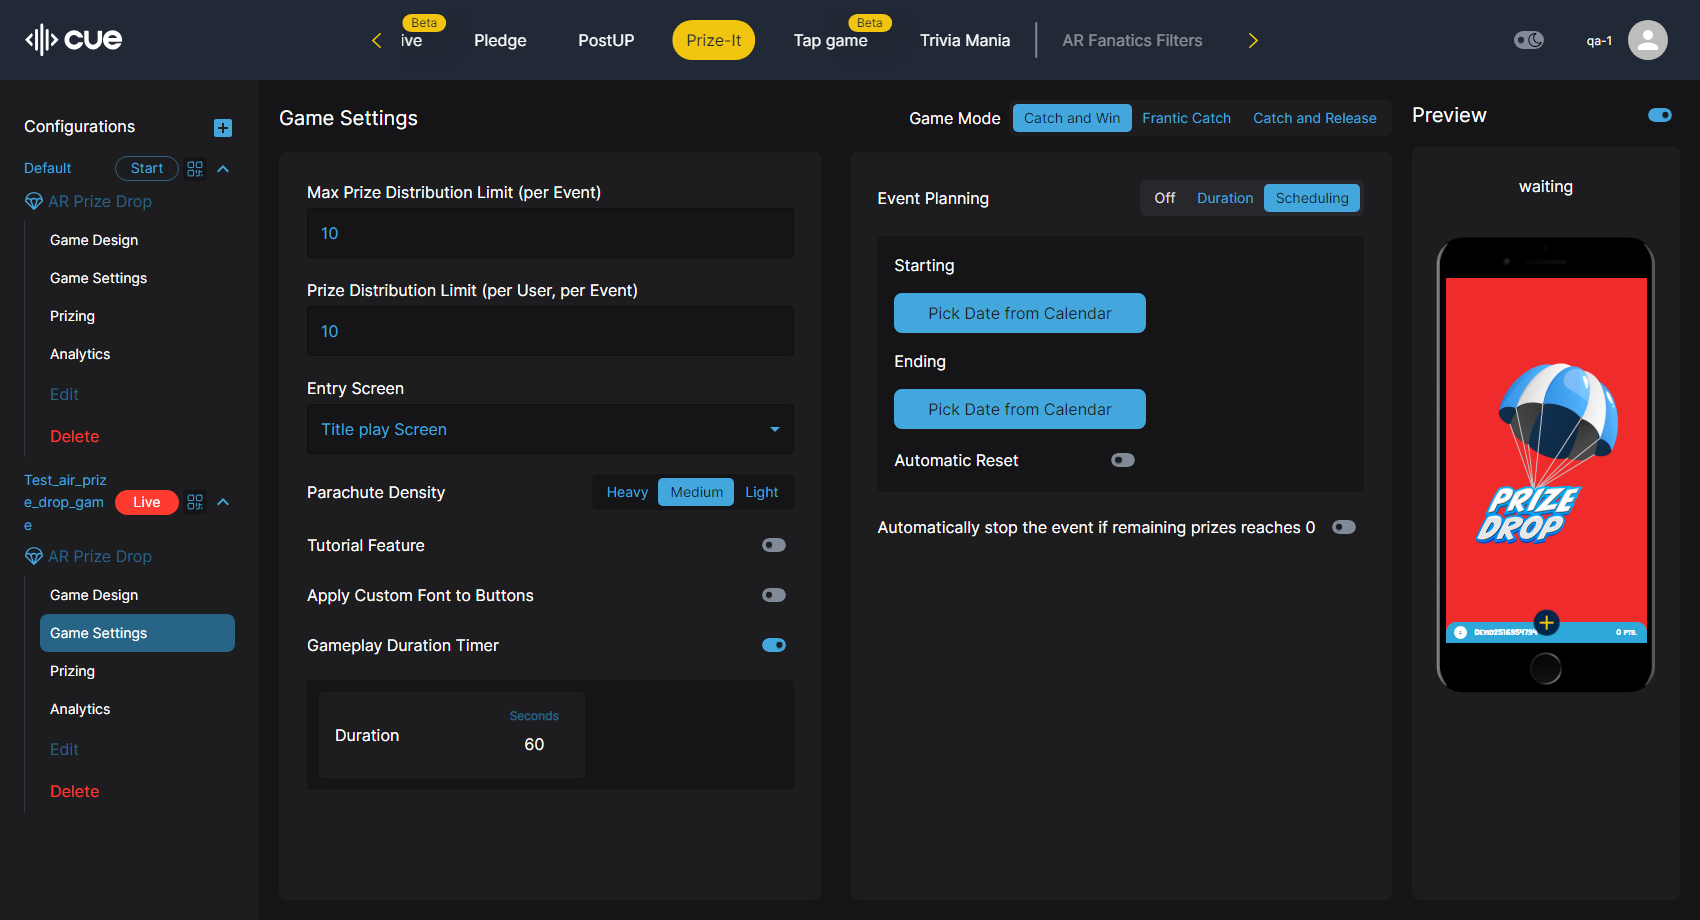 cue
Beta
ive
Pledge
PostUP
Prize-It
Beta
Tap game
Trivia Mania
AR Fanatics Filters
qa-1
Configurations
Default
Start
AR Prize Drop
Game Design
Game Settings
Prizing
Analytics
Edit
Delete
Test_air_priz
e_drop_gam
e
Live
AR Prize Drop
Game Design
Game Settings
Prizing
Analytics
Edit
Delete
Game Settings
Game Mode
Catch and Win
Frantic Catch
Catch and Release
Max Prize Distribution Limit (per Event)
10
Prize Distribution Limit (per User, per Event)
10
Entry Screen
Title play Screen
Parachute Density
Heavy
Medium
Light
Tutorial Feature
Apply Custom Font to Buttons
Gameplay Duration Timer
Duration
Seconds
60
Event Planning
Off
Duration
Scheduling
Starting
Pick Date from Calendar
Ending
Pick Date from Calendar
Automatic Reset
Automatically stop the event if remaining prizes reaches 0
Preview
waiting
PRIZE
DROP
0 PTS.